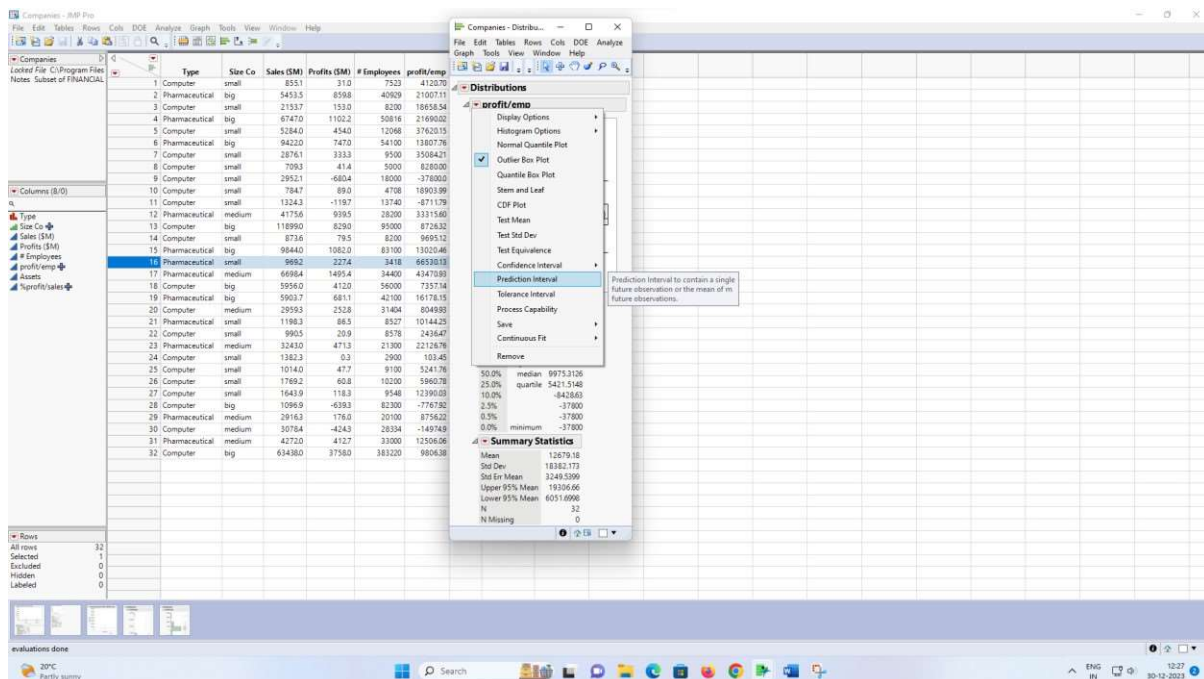 Companies - JMP Pro
File Edit Tables Rows Cols DOE Analyze Graph Tools View Window Help
Companies
Locked File C:\Program Files
Notes Subset of FINANCIAL
Columns (8/0)
Type
Size Co
Sales ($M)
Profits ($M)
# Employees
profit/emp
Assets
%profit/sales
Rows
All rows 32
Selected 1
Excluded 0
Hidden 0
Labeled 0
Type Size Co Sales ($M) Profits ($M) # Employees profit/emp
1 Computer small 855.1 31.0 7523 4120.70
2 Pharmaceutical big 5453.5 859.8 40929 21007.11
3 Computer small 2153.7 153.0 8200 18658.54
4 Pharmaceutical big 6747.0 1102.2 50816 21690.02
5 Computer small 5284.0 454.0 12068 37620.15
6 Pharmaceutical big 9422.0 747.0 54100 13807.76
7 Computer small 2876.1 333.3 9500 35084.21
8 Computer small 709.3 41.4 5000 8280.00
9 Computer small 2952.1 -680.4 18000 -37800.0
10 Computer small 784.7 89.0 4708 18903.99
11 Computer small 1324.3 -119.7 13740 -8711.79
12 Pharmaceutical medium 4175.6 939.5 28200 33315.60
13 Computer big 11899.0 829.0 95000 8726.32
14 Computer small 873.6 79.5 8200 9695.12
15 Pharmaceutical big 9844.0 1082.0 83100 13020.46
16 Pharmaceutical small 969.2 227.4 3418 66530.13
17 Pharmaceutical medium 6698.4 1495.4 34400 43470.93
18 Computer big 5956.0 412.0 56000 7357.14
19 Pharmaceutical big 5903.7 681.1 42100 16178.15
20 Computer medium 2959.3 252.8 31404 8049.93
21 Pharmaceutical small 1198.3 86.5 8527 10144.25
22 Computer small 990.5 20.9 8578 2436.47
23 Pharmaceutical medium 3243.0 471.3 21300 22126.76
24 Computer small 1382.3 0.3 2900 103.45
25 Computer small 1014.0 47.7 9100 5241.76
26 Computer small 1769.2 60.8 10200 5960.78
27 Computer small 1643.9 118.3 9548 12390.03
28 Computer big 1096.9 -639.3 82300 -7767.92
29 Pharmaceutical medium 2916.3 176.0 20100 8756.22
30 Computer medium 5078.4 -424.3 28334 -14974.9
31 Pharmaceutical medium 4272.0 412.7 33000 12506.06
32 Computer big 63438.0 3758.0 383220 9806.38
Companies - Distribu...
File Edit Tables Rows Cols DOE Analyze
Graph Tools View Window Help
Distributions
profit/emp
Display Options
Histogram Options
Normal Quantile Plot
Outlier Box Plot
Quantile Box Plot
Stem and Leaf
CDF Plot
Test Mean
Test Std Dev
Test Equivalence
Confidence Interval
Prediction Interval
Tolerance Interval
Process Capability
Save
Continuous Fit
Remove
Prediction Interval to contain a single
future observation or the mean of m
future observations.
50.0% median 9975.3126
25.0% quartile 5421.5148
10.0% -8428.63
2.5% -37800
0.5% -37800
0.0% minimum -37800
Summary Statistics
Mean 12679.18
Std Dev 18382.173
Std Err Mean 3249.5399
Upper 95% Mean 19306.66
Lower 95% Mean 6051.6998
N 32
N Missing 0
evaluations done
20°C
Partly sunny
Search
ENG
IN
12:27
30-12-2023